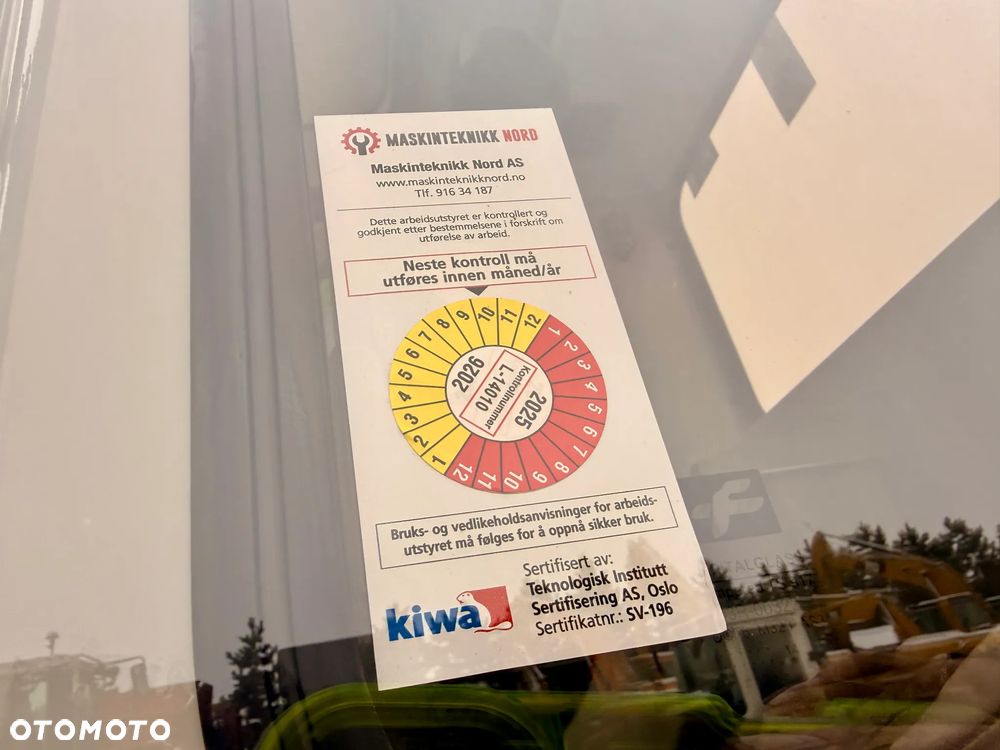 MASKINTEKNIKK NORD
Maskinteknikk Nord AS
www.maskinteknikknord.no
Tlf. 916 34 187
Dette arbeidsutstyret er kontrollert og
godkjent etter bestemmelsene i forskrift om
utførelse av arbeid.
Neste kontroll må
utføres innen måned/år
1 2 3 4 5 6 7 8 9 10 11 12
1 2 3 4 5 6 7 8 9 10 11 12
2026
Kontrollnummer
L-14010
2025
Bruks- og vedlikeholdsanvisninger for arbeids-
utstyret må følges for å oppnå sikker bruk.
kiwa
Sertifisert av:
Teknologisk Institutt
Sertifisering AS, Oslo
Sertifikatnr.: SV-196
OTOMOTO